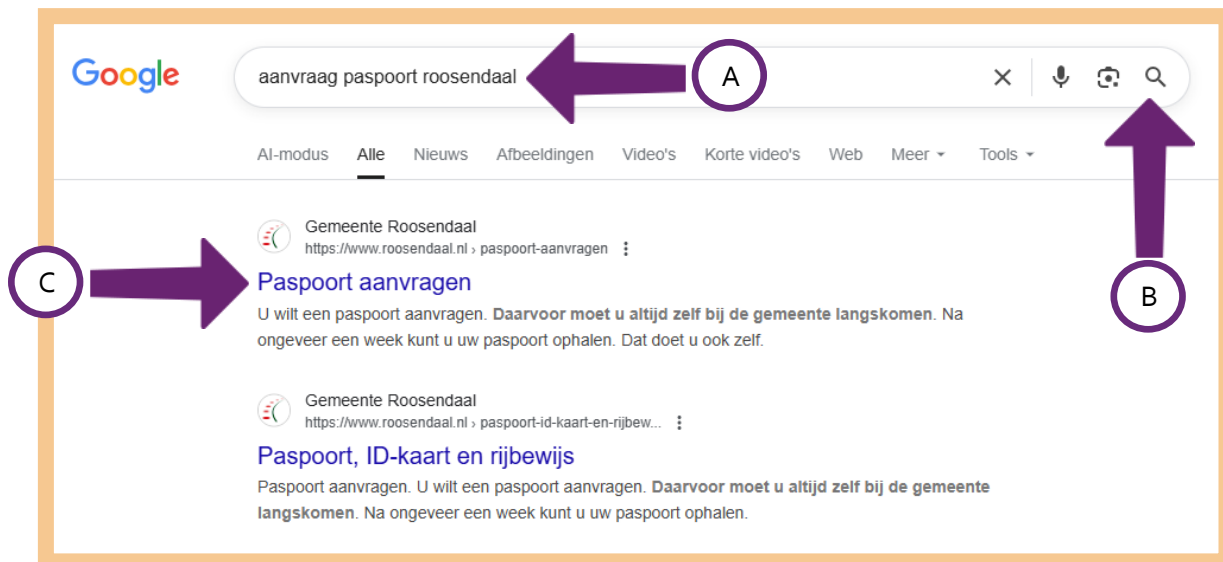 Google
aanvraag paspoort roosendaal
A
AI-modus Alle Nieuws Afbeeldingen Video's Korte video's Web Meer Tools
Gemeente Roosendaal
https://www.roosendaal.nl › paspoort-aanvragen
C
Paspoort aanvragen
B
U wilt een paspoort aanvragen. Daarvoor moet u altijd zelf bij de gemeente langskomen. Na
ongeveer een week kunt u uw paspoort ophalen. Dat doet u ook zelf.
Gemeente Roosendaal
https://www.roosendaal.nl › paspoort-id-kaart-en-rijbew...
Paspoort, ID-kaart en rijbewijs
Paspoort aanvragen. U wilt een paspoort aanvragen. Daarvoor moet u altijd zelf bij de gemeente
langskomen. Na ongeveer een week kunt u uw paspoort ophalen.